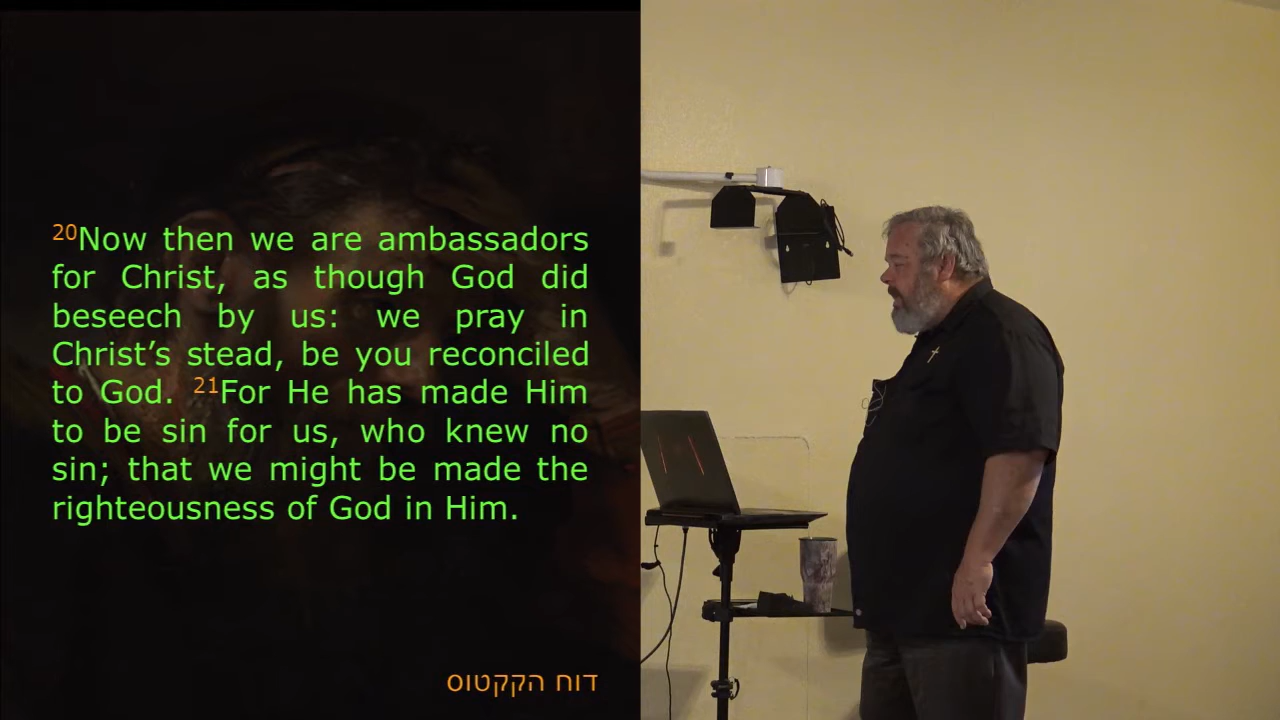 20Now then we are ambassadors
for Christ, as though God did
beseech by us: we pray in
Christ’s stead, be you reconciled
to God. 21For He has made Him
to be sin for us, who knew no
sin; that we might be made the
righteousness of God in Him.
דוח הקקטוס